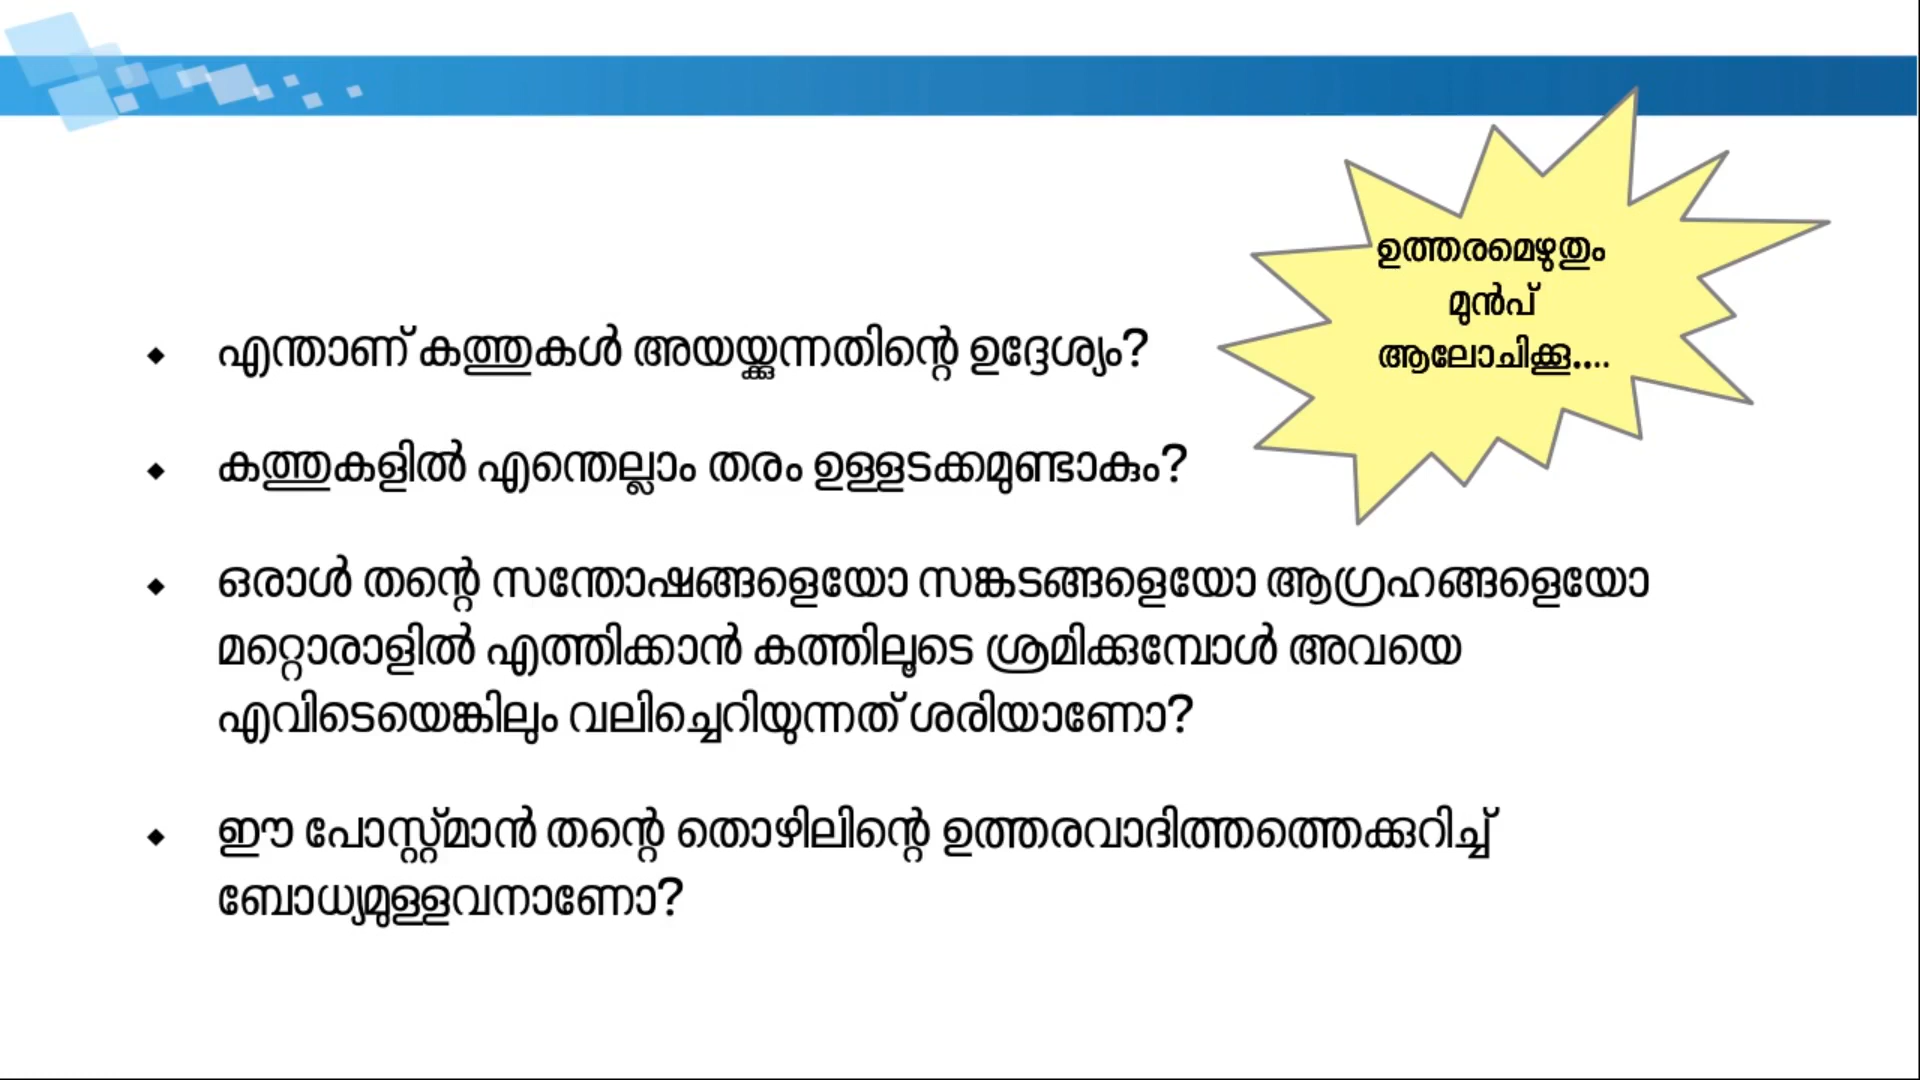 ഉത്തരമെഴുതും
മുൻപ്
ആലോചിക്കൂ....
എന്താണ് കത്തുകൾ അയയ്ക്കുന്നതിന്റെ ഉദ്ദേശ്യം?
കത്തുകളിൽ എന്തെല്ലാം തരം ഉള്ളടക്കമുണ്ടാകും?
ഒരാൾ തന്റെ സന്തോഷങ്ങളെയോ സങ്കടങ്ങളെയോ ആഗ്രഹങ്ങളെയോ
മറ്റൊരാളിൽ എത്തിക്കാൻ കത്തിലൂടെ ശ്രമിക്കുമ്പോൾ അവയെ
എവിടെയെങ്കിലും വലിച്ചെറിയുന്നത് ശരിയാണോ?
ഈ പോസ്റ്റ്മാൻ തന്റെ തൊഴിലിന്റെ ഉത്തരവാദിത്തത്തെക്കുറിച്ച്
ബോധ്യമുള്ളവനാണോ?